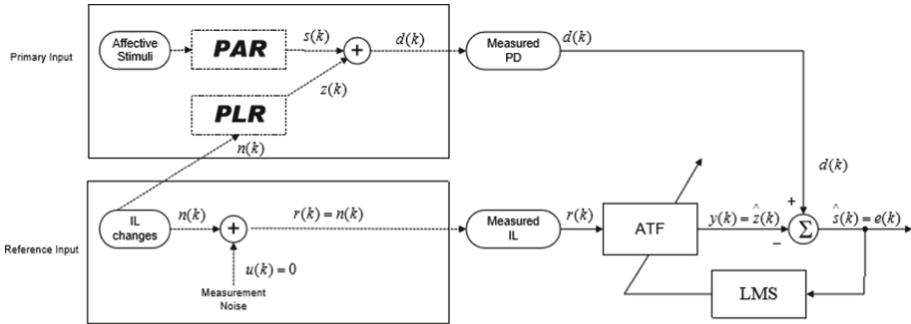 Primary Input
Affective
Stimuli
PAR
s(k)
+
d(k)
Measured
PD
d(k)
z(k)
PLR
n(k)
d(k)
Reference Input
IL
changes
n(k)
+
r(k) = n(k)
Measured
IL
r(k)
ATF
y(k) = ẑ(k)
+
−
Σ
ŝ(k) = e(k)
u(k) = 0
Measurement
Noise
LMS